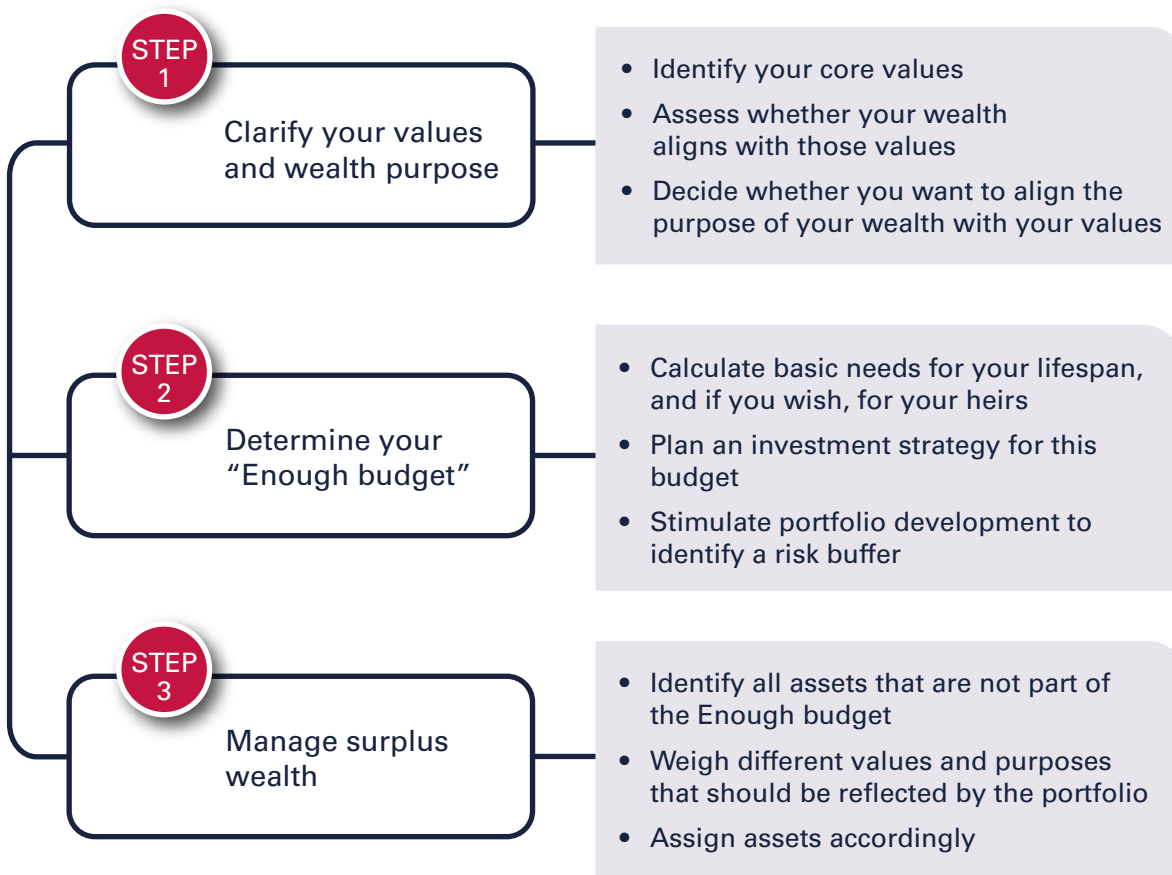 STEP
1
Clarify your values
and wealth purpose
• Identify your core values
• Assess whether your wealth
aligns with those values
• Decide whether you want to align the
purpose of your wealth with your values
STEP
2
Determine your
“Enough budget”
• Calculate basic needs for your lifespan,
and if you wish, for your heirs
• Plan an investment strategy for this
budget
• Stimulate portfolio development to
identify a risk buffer
STEP
3
Manage surplus
wealth
• Identify all assets that are not part of
the Enough budget
• Weigh different values and purposes
that should be reflected by the portfolio
• Assign assets accordingly